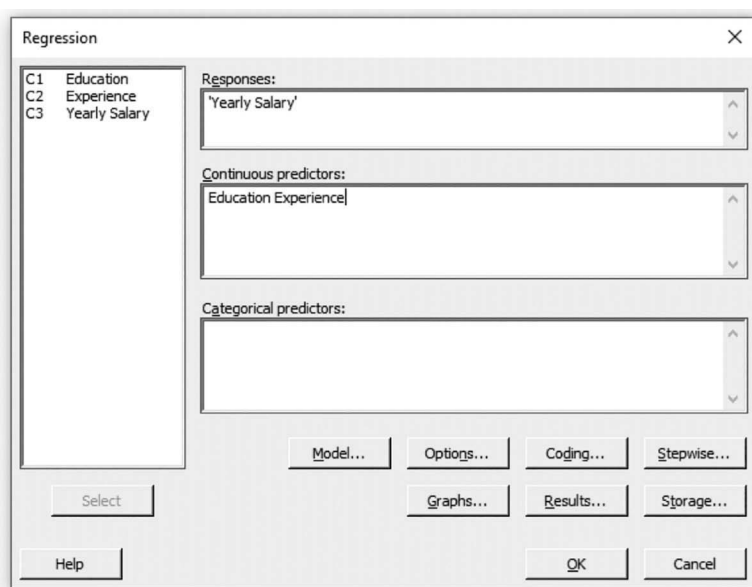 Regression
C1 Education
C2 Experience
C3 Yearly Salary
Responses:
'Yearly Salary'
Continuous predictors:
Education Experience
Categorical predictors:
Model...
Options...
Coding...
Stepwise...
Select
Graphs...
Results...
Storage...
Help
OK
Cancel